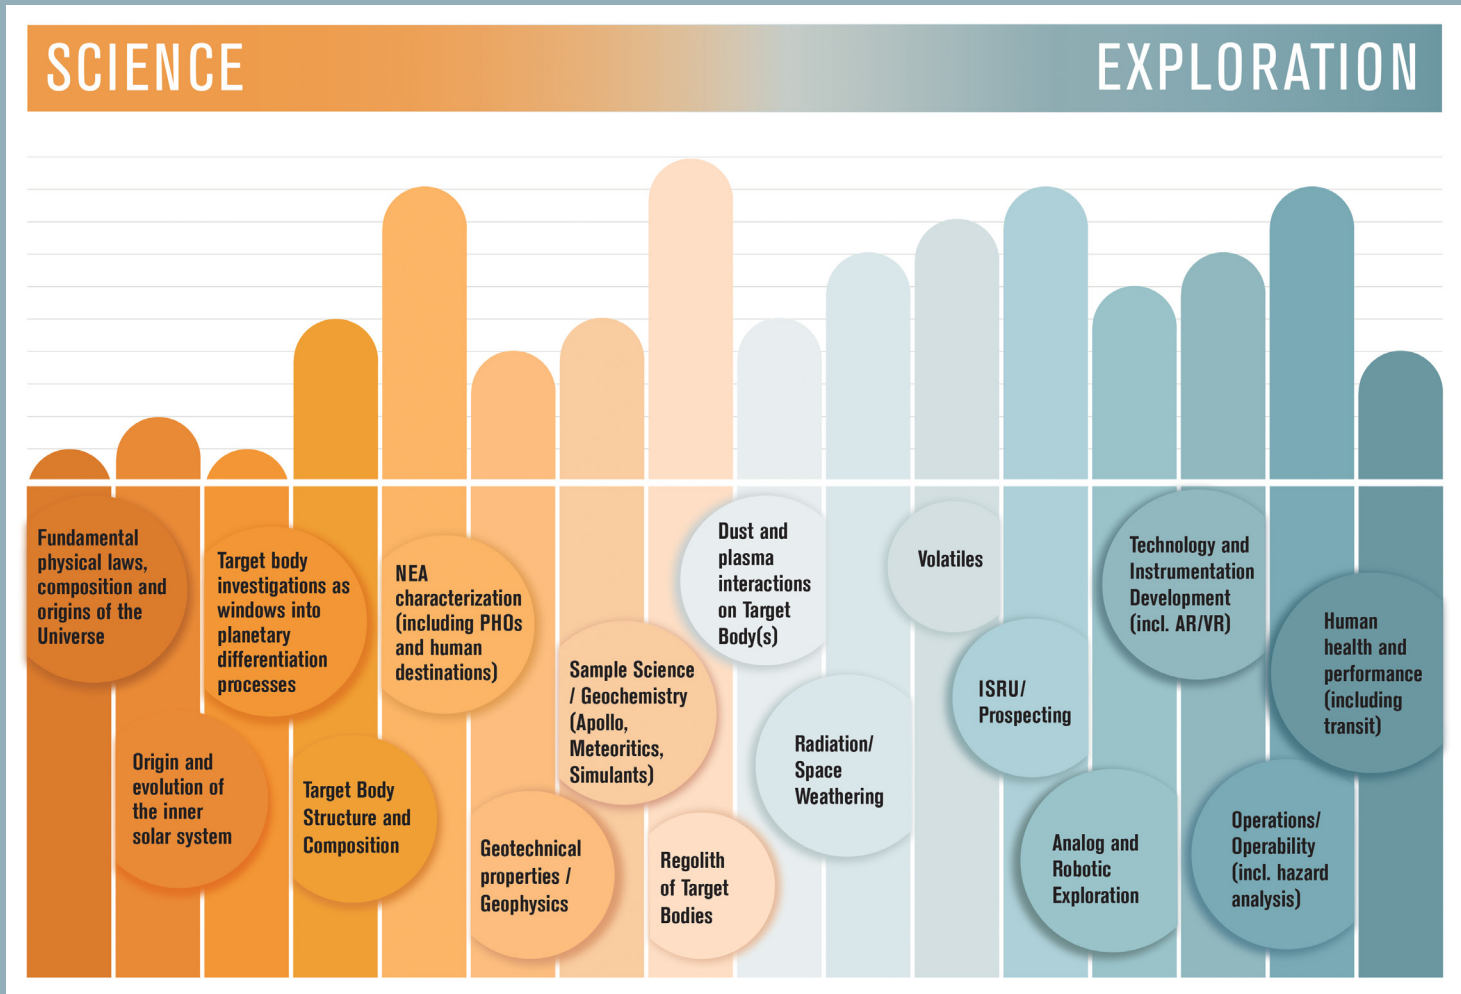 SCIENCE
EXPLORATION
Fundamental
physical laws,
composition and
origins of the
Universe
Origin and
evolution of
the inner
solar system
Target body
investigations as
windows into
planetary
differentiation
processes
Target Body
Structure and
Composition
NEA
characterization
(including PHOs
and human
destinations)
Geotechnical
properties /
Geophysics
Sample Science
/ Geochemistry
(Apollo,
Meteoritics,
Simulants)
Regolith
of Target
Bodies
Dust and
plasma
interactions
on Target
Body(s)
Radiation/
Space
Weathering
Volatiles
ISRU/
Prospecting
Analog and
Robotic
Exploration
Technology and
Instrumentation
Development
(incl. AR/VR)
Operations/
Operability
(incl. hazard
analysis)
Human
health and
performance
(including
transit)